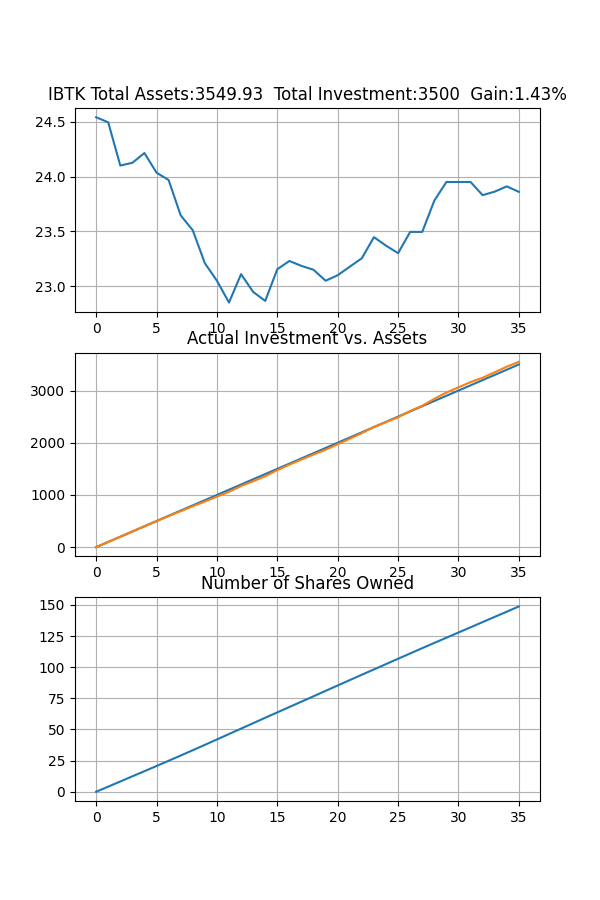 IBTK Total Assets:3549.93  Total Investment:3500  Gain:1.43%
24.5
24.0
23.5
23.0
0 5 10 15 20 25 30 35
Actual Investment vs. Assets
3000
2000
1000
0
0 5 10 15 20 25 30 35
Number of Shares Owned
150
125
100
75
50
25
0
0 5 10 15 20 25 30 35